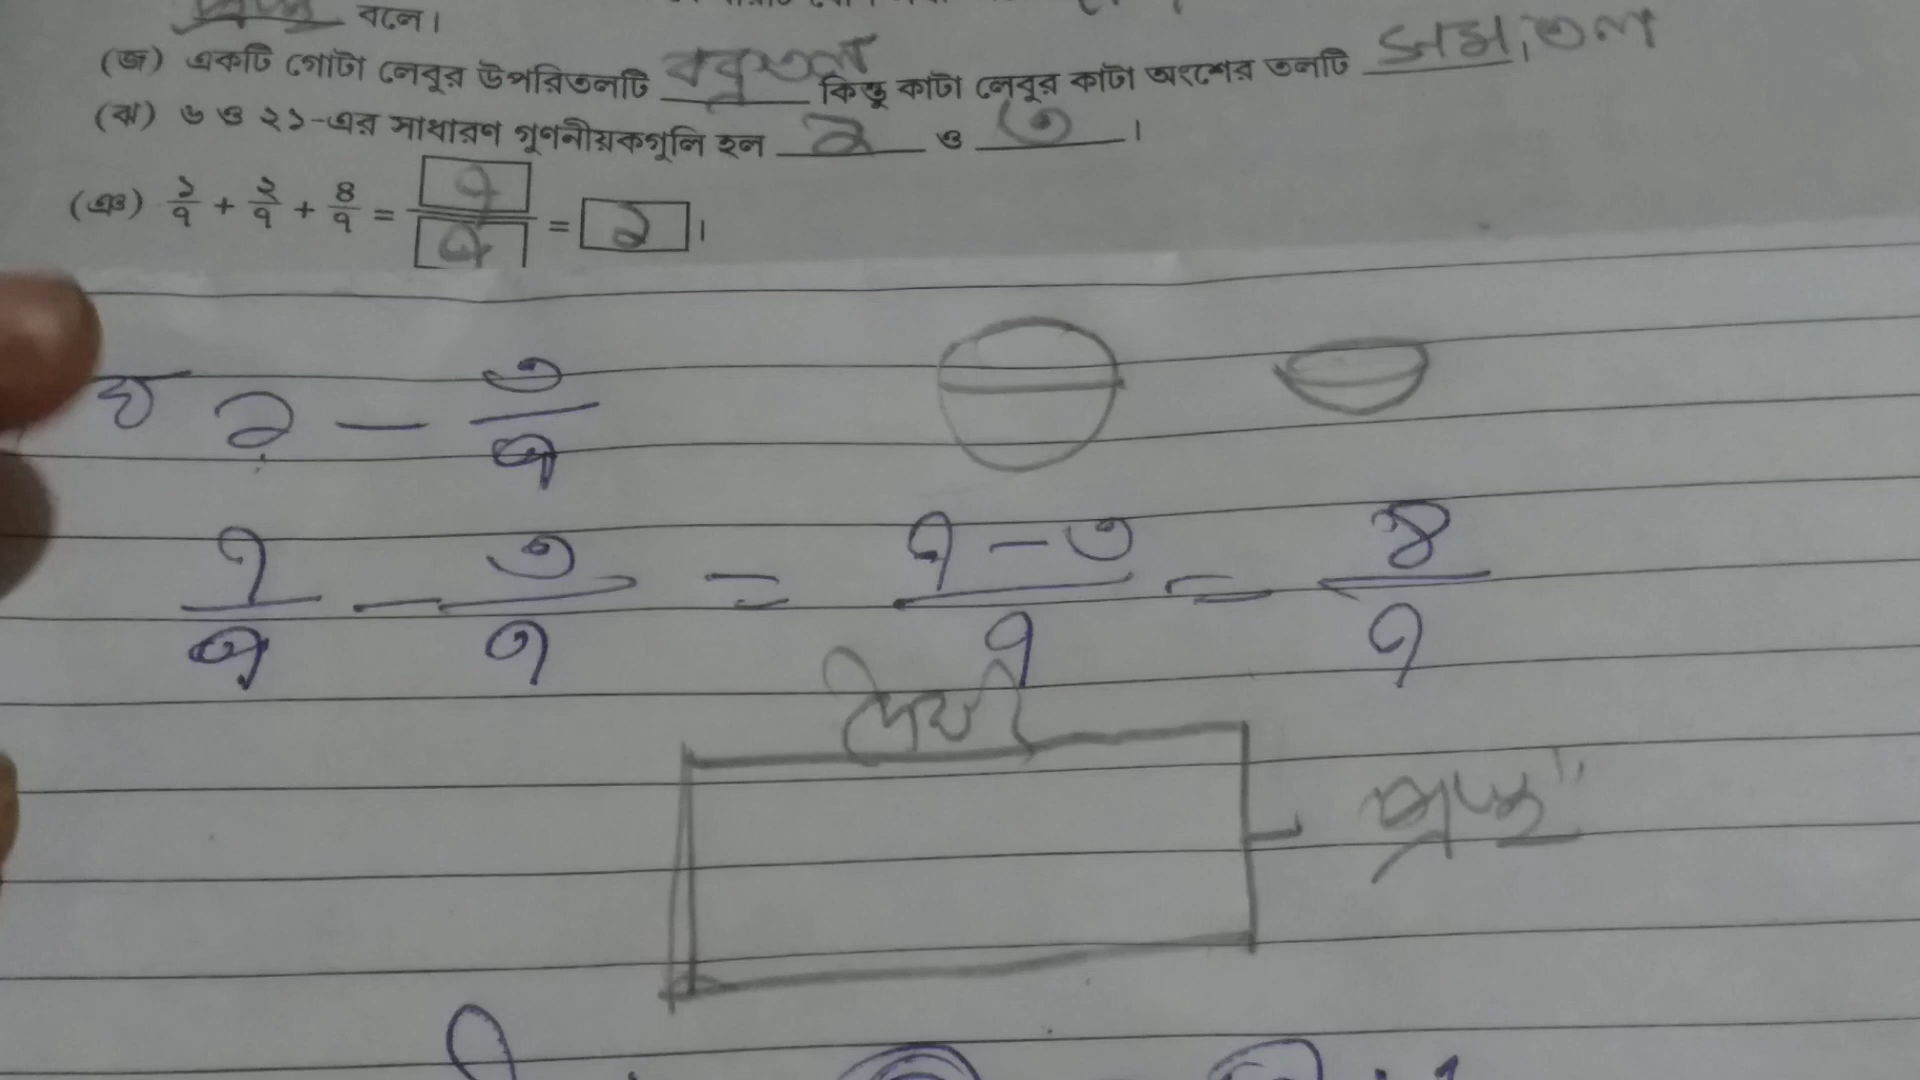 বলে।
(জ) একটি গোটা লেবুর উপরিতলটি বক্রতল কিন্তু কাটা লেবুর কাটা অংশের তলটি সমতল
(ঝ) ৬ ও ২১-এর সাধারণ গুণনীয়কগুলি হল ১ ও ৩।
(ঞ) ১/৭ + ২/৭ + ৪/৭ = ৭/৭ = ১।
১ - ৩/৭
৭/৭ - ৩/৭ = ৭-৩/৭ = ৪/৭
প্রস্থ